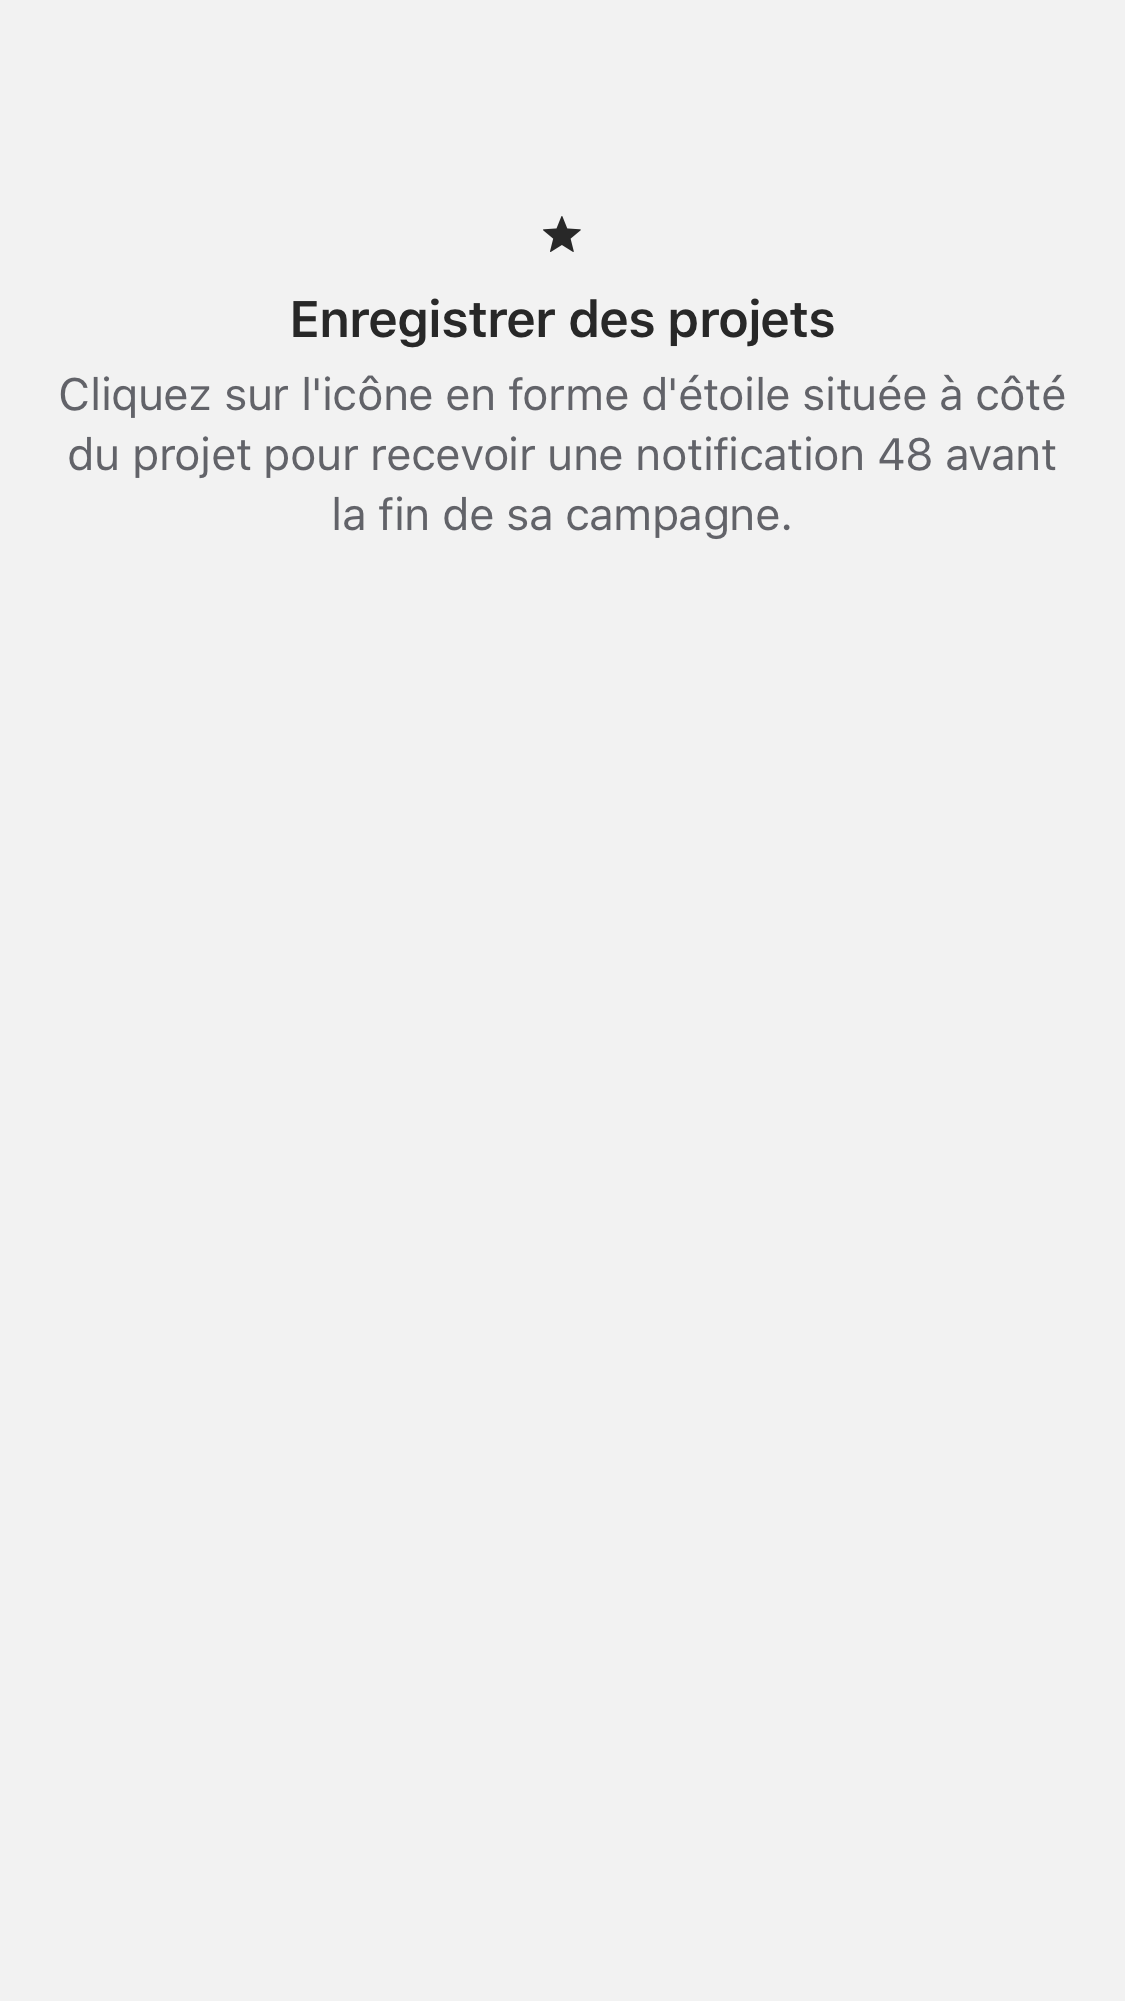 Enregistrer des projets
Cliquez sur l'icône en forme d'étoile située à côté
du projet pour recevoir une notification 48 avant
la fin de sa campagne.